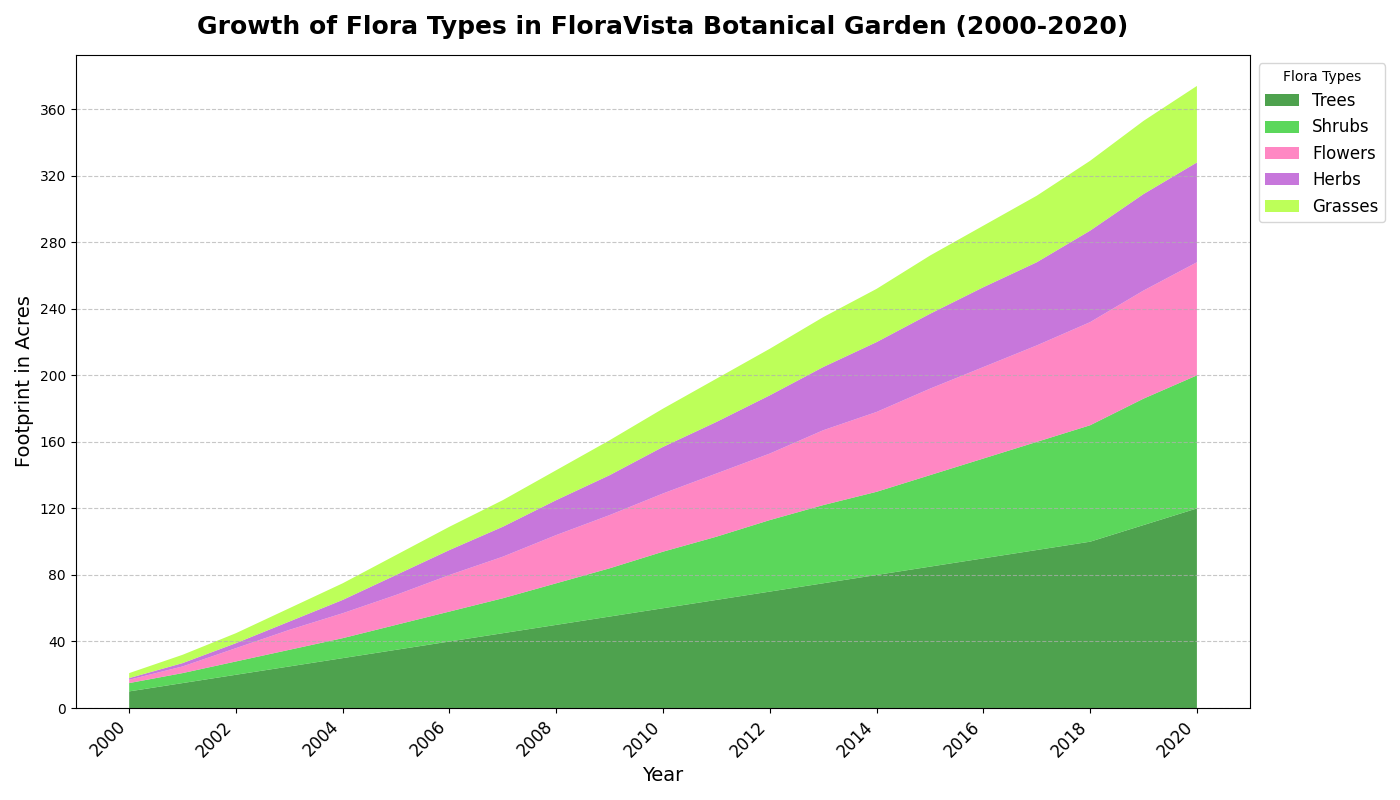 Growth of Flora Types in FloraVista Botanical Garden (2000-2020)
Flora Types
Trees
Shrubs
Flowers
Herbs
Grasses
Footprint in Acres
360
320
280
240
200
160
120
80
40
0
2000
2002
2004
2006
2008
2010
2012
2014
2016
2018
2020
Year